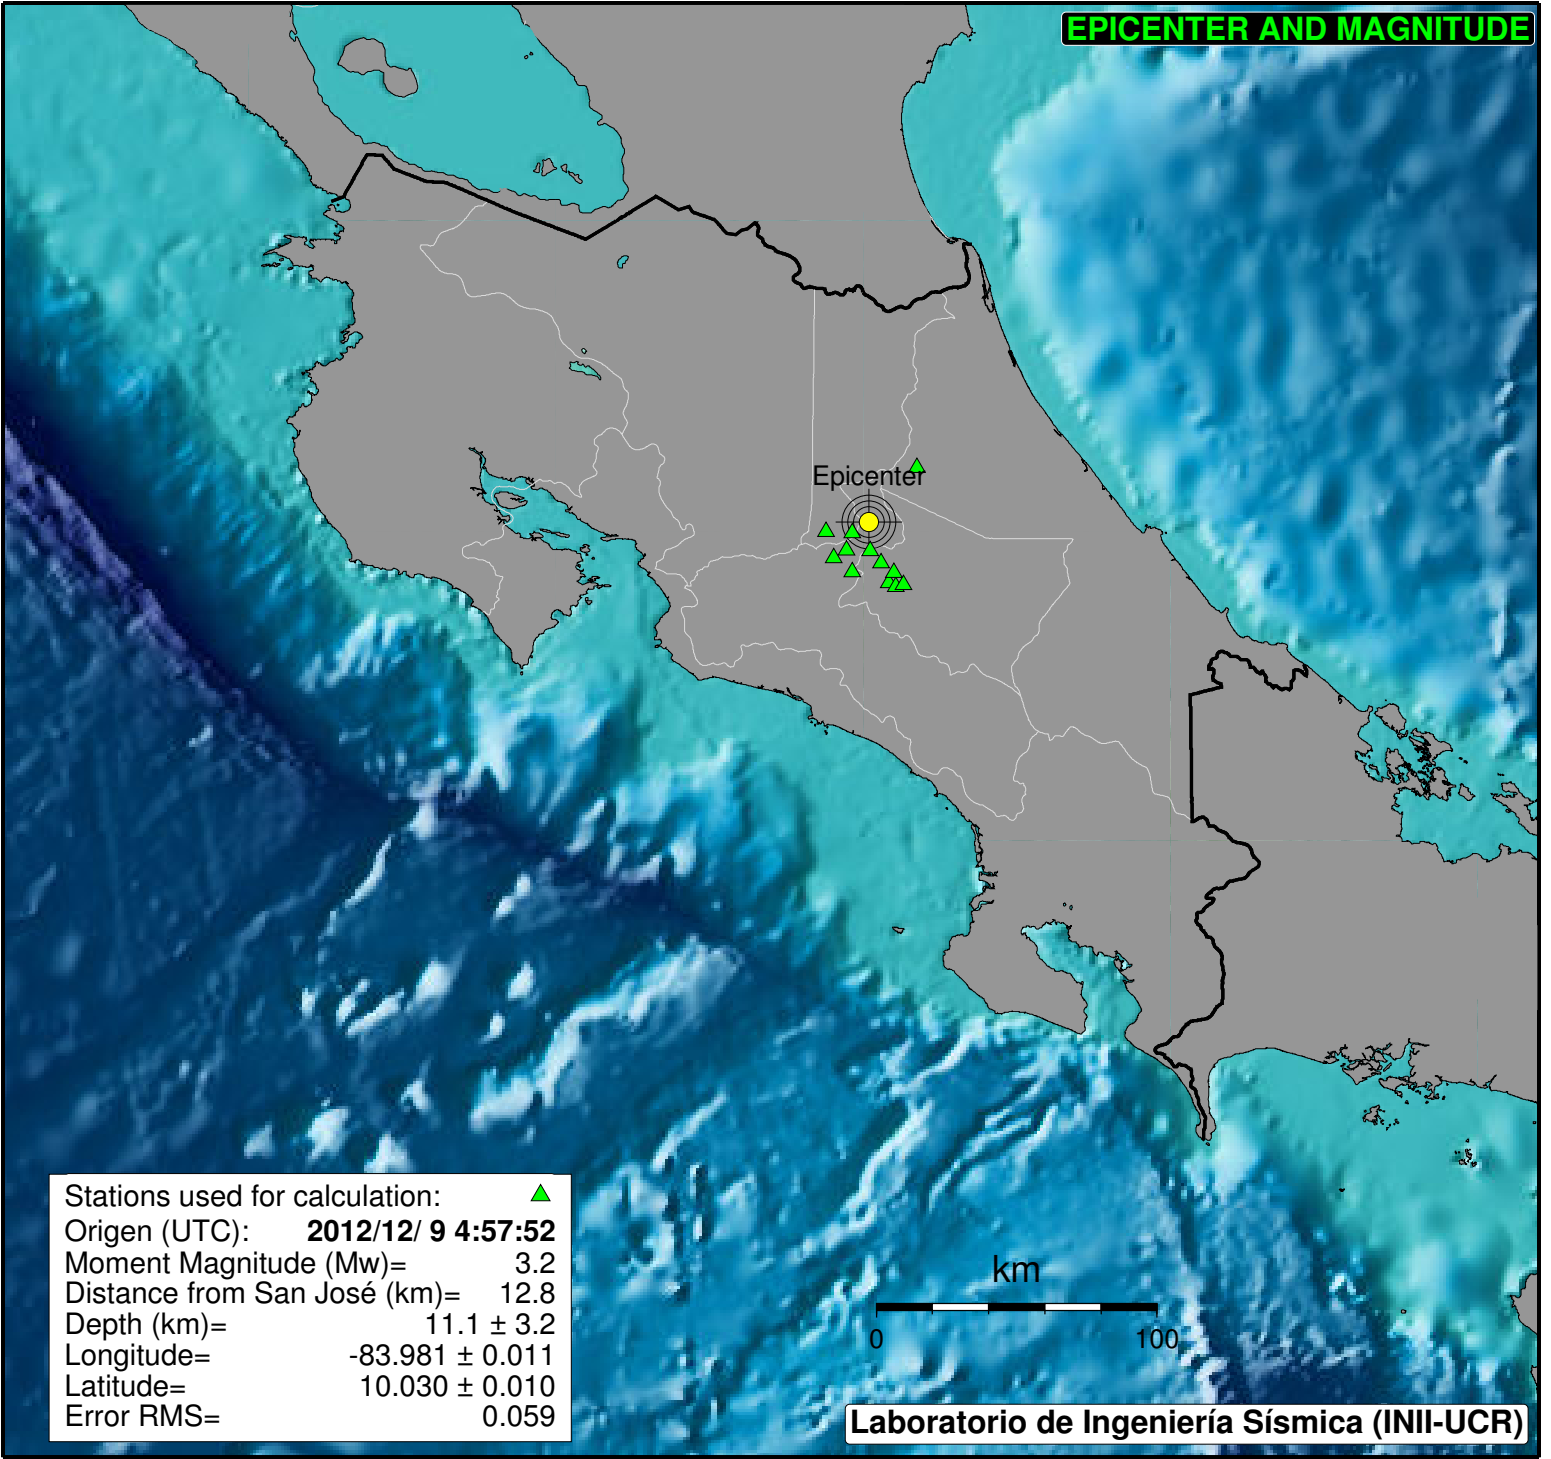 EPICENTER AND MAGNITUDE
Epicenter
Stations used for calculation:
Origen (UTC): 2012/12/ 9 4:57:52
Moment Magnitude (Mw)= 3.2
Distance from San José (km)= 12.8
Depth (km)= 11.1 ± 3.2
Longitude= -83.981 ± 0.011
Latitude= 10.030 ± 0.010
Error RMS= 0.059
km
0 100
Laboratorio de Ingeniería Sísmica (INII-UCR)